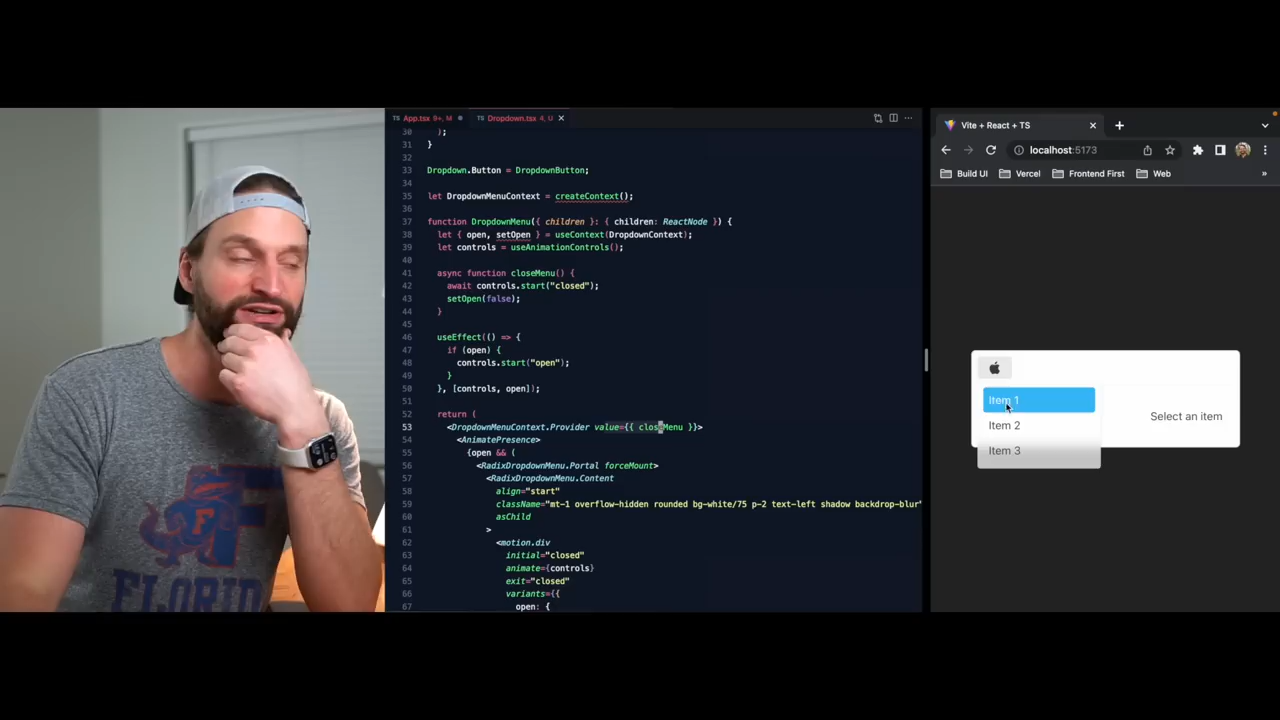 F
FLORID
TS App.tsx 9+, M
TS Dropdown.tsx 4, U
30 );
31 }
32
33 Dropdown.Button = DropdownButton;
34
35 let DropdownMenuContext = createContext();
36
37 function DropdownMenu({ children }: { children: ReactNode }) {
38 let { open, setOpen } = useContext(DropdownContext);
39 let controls = useAnimationControls();
40
41 async function closeMenu() {
42 await controls.start("closed");
43 setOpen(false);
44 }
45
46 useEffect(() => {
47 if (open) {
48 controls.start("open");
49 }
50 }, [controls, open]);
51
52 return (
53 <DropdownMenuContext.Provider value={{ closeMenu }}>
54 <AnimatePresence>
55 {open && (
56 <RadixDropdownMenu.Portal forceMount>
57 <RadixDropdownMenu.Content
58 align="start"
59 className="mt-1 overflow-hidden rounded bg-white/75 p-2 text-left shadow backdrop-blur"
60 asChild
61 >
62 <motion.div
63 initial="closed"
64 animate={controls}
65 exit="closed"
66 variants={{
67 open: {
Vite + React + TS
localhost:5173
Build UI Vercel Frontend First Web
Item 1
Item 2
Item 3
Select an item